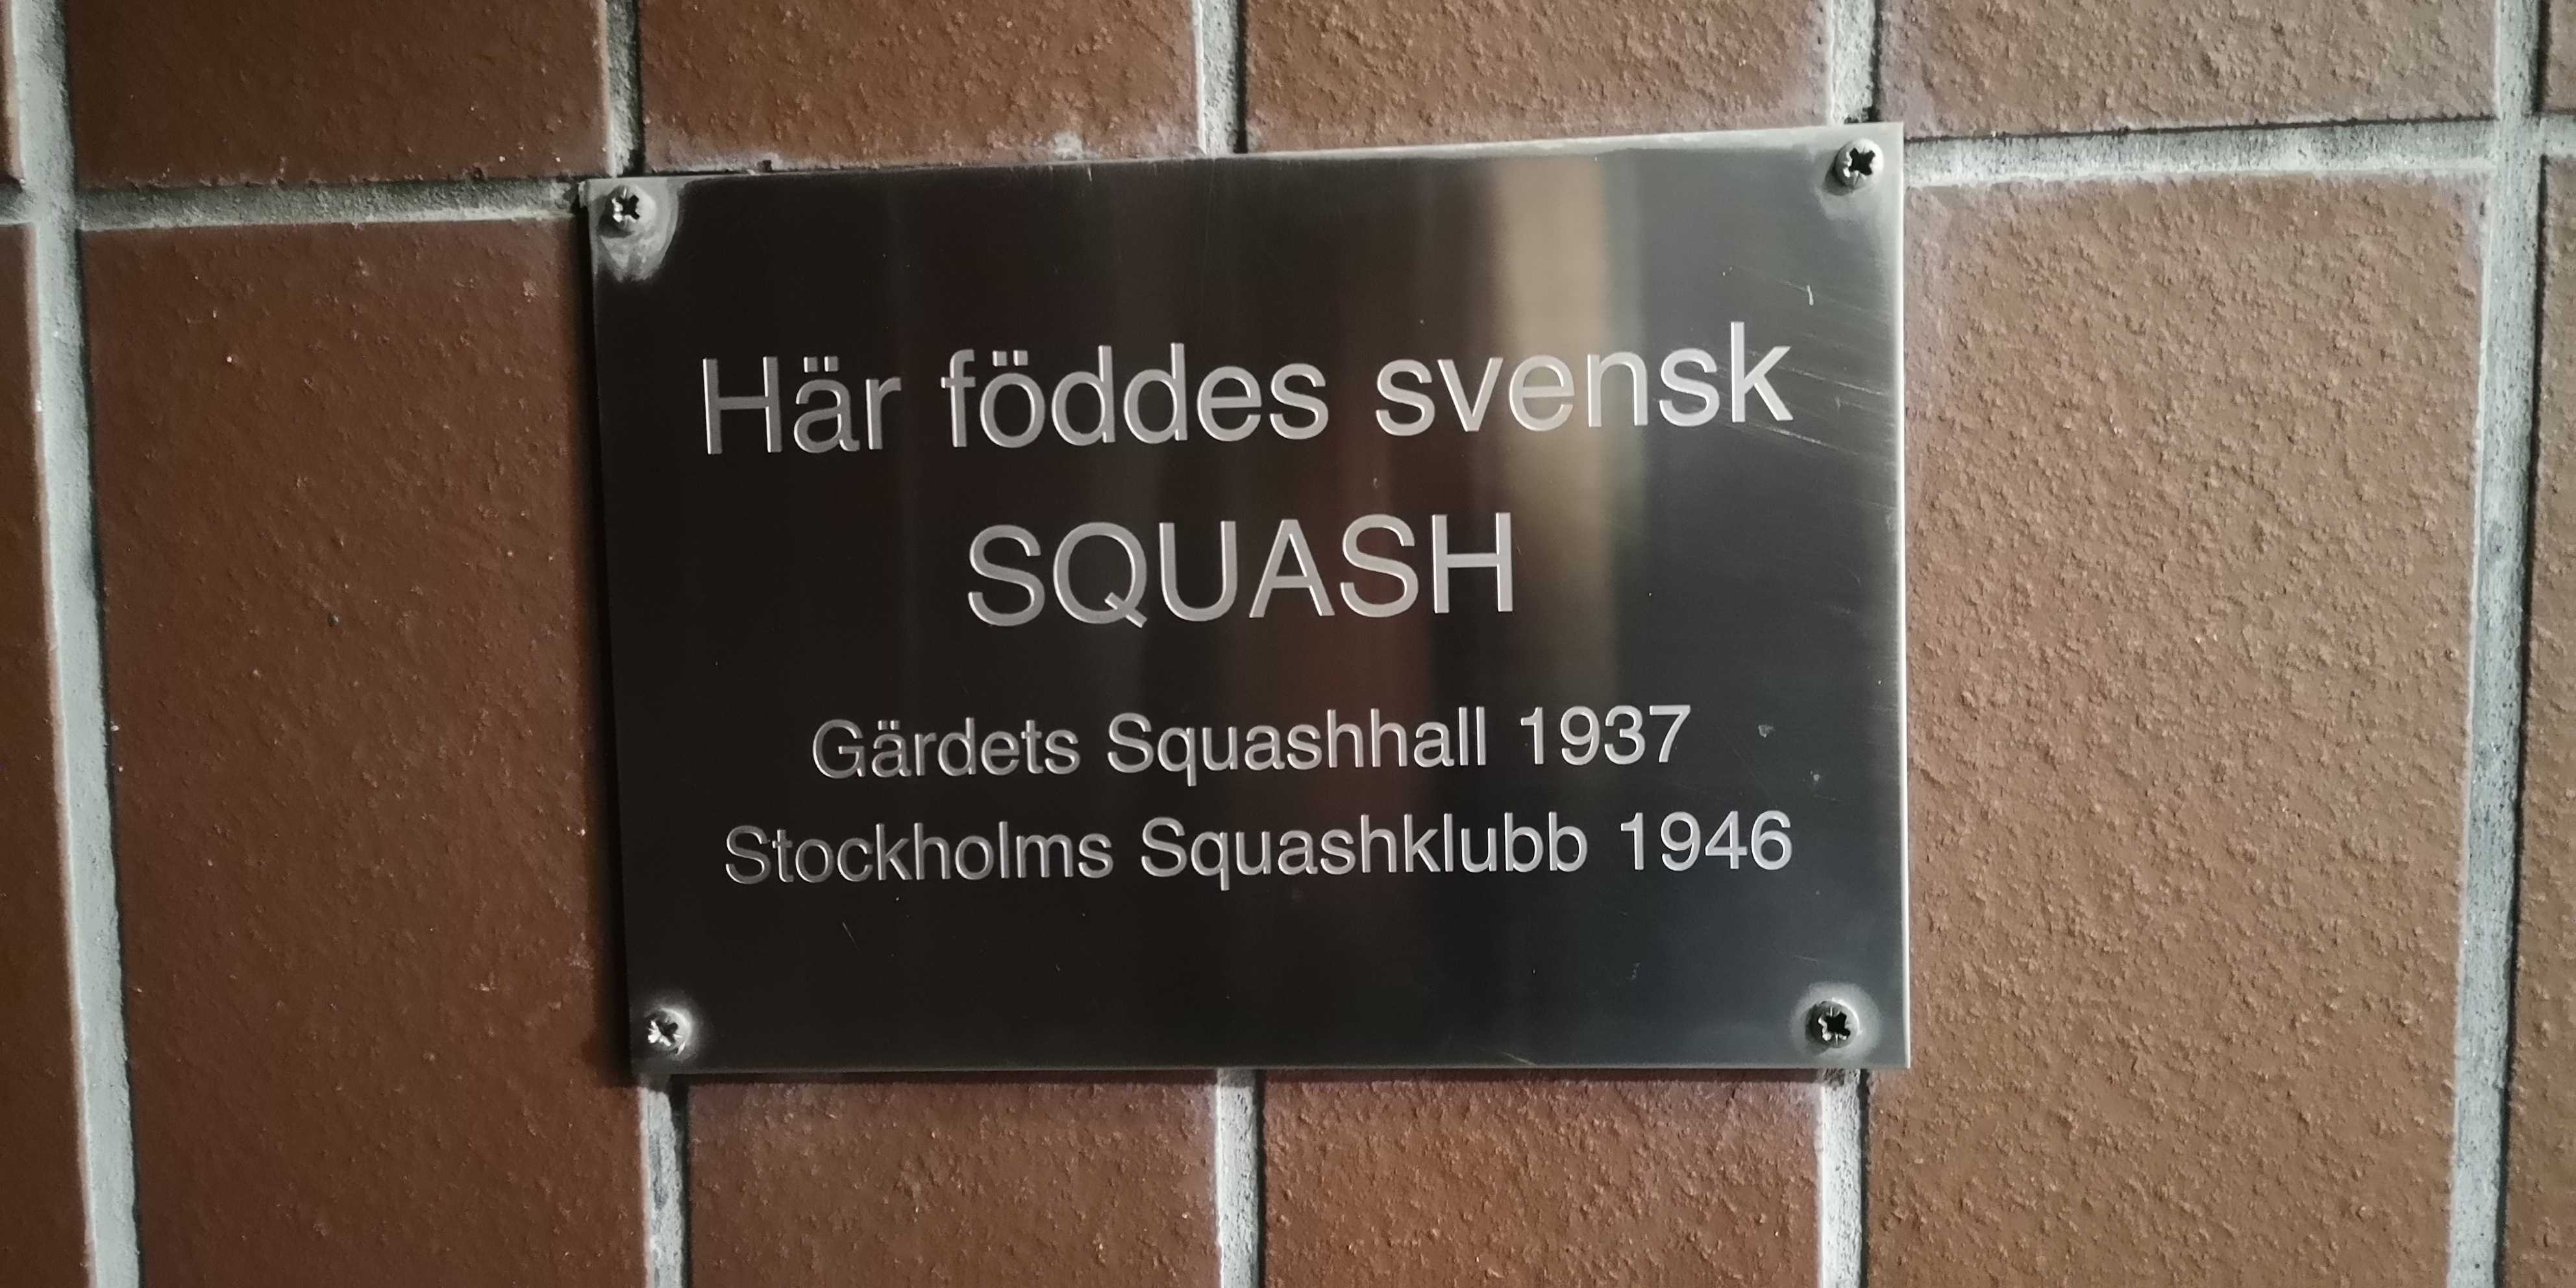 Här föddes svensk
SQUASH
Gärdets Squashhall 1937
Stockholms Squashklubb 1946